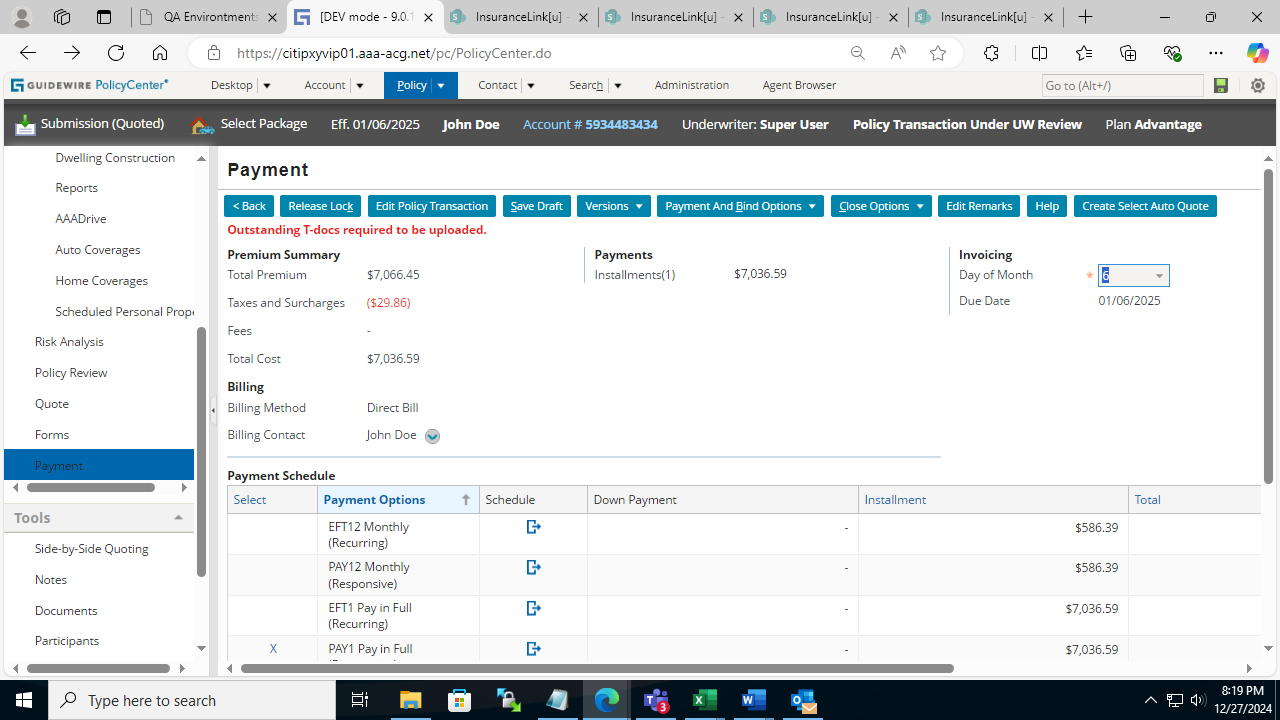 QA Environtments
[DEV mode - 9.0.1
InsuranceLink[u] -
InsuranceLink[u] -
InsuranceLink[u] -
InsuranceLink[u] -
https://citipxyvip01.aaa-acg.net/pc/PolicyCenter.do
GUIDEWIRE PolicyCenter
Desktop
Account
Policy
Contact
Search
Administration
Agent Browser
Go to (Alt+/)
Submission (Quoted)
Select Package
Eff. 01/06/2025
John Doe
Account # 5934483434
Underwriter: Super User
Policy Transaction Under UW Review
Plan Advantage
Dwelling Construction
Reports
AAADrive
Auto Coverages
Home Coverages
Scheduled Personal Prope
Risk Analysis
Policy Review
Quote
Forms
Payment
Tools
Side-by-Side Quoting
Notes
Documents
Participants
Payment
< Back
Release Lock
Edit Policy Transaction
Save Draft
Versions
Payment And Bind Options
Close Options
Edit Remarks
Help
Create Select Auto Quote
Outstanding T-docs required to be uploaded.
Premium Summary
Total Premium $7,066.45
Taxes and Surcharges ($29.86)
Fees -
Total Cost $7,036.59
Billing
Billing Method Direct Bill
Billing Contact John Doe
Payments
Installments(1) $7,036.59
Invoicing
Day of Month * 6
Due Date 01/06/2025
Payment Schedule
Select Payment Options Schedule Down Payment Installment Total
EFT12 Monthly (Recurring) - $586.39
PAY12 Monthly (Responsive) - $586.39
EFT1 Pay in Full (Recurring) - $7,036.59
X PAY1 Pay in Full - $7,036.59
Type here to search
3
8:19 PM
12/27/2024